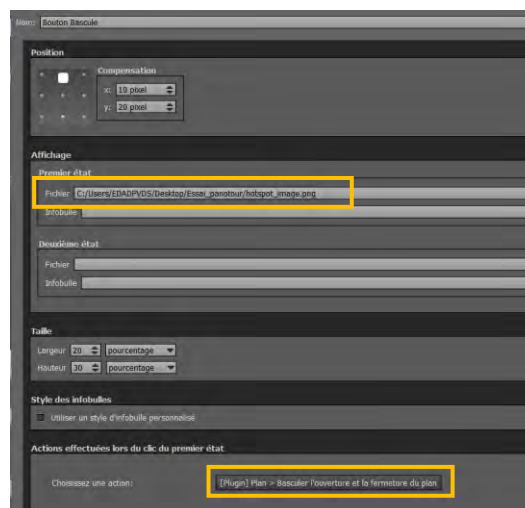 Nom: Bouton Bascule
Position
Compensation
x: 19 pixel
y: 20 pixel
Affichage
Premier état
Fichier C:/Users/EDADPVDS/Desktop/Essai_panotour/hotspot_image.png
Infobulle
Deuxième état
Fichier
Infobulle
Taille
Largeur 20 pourcentage
Hauteur 30 pourcentage
Style des infobulles
Utiliser un style d'infobulle personnalisé
Actions effectuées lors du clic du premier état
Choisissez une action: [Plugin] Plan > Basculer l'ouverture et la fermeture du plan